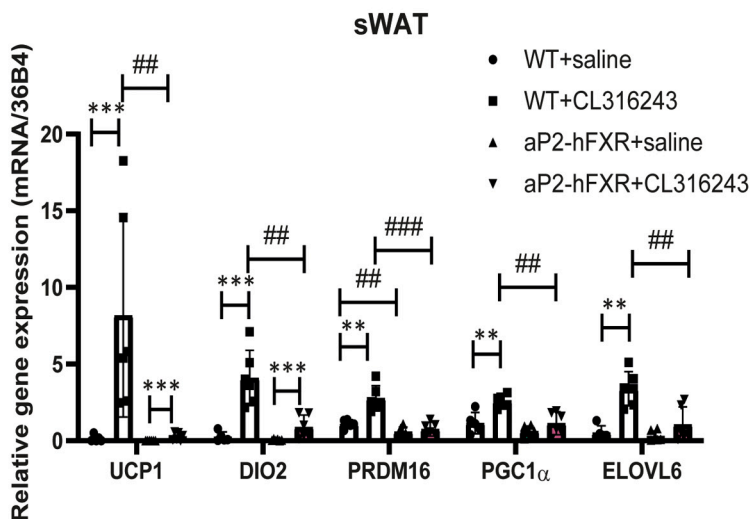 sWAT
WT+saline
WT+CL316243
aP2-hFXR+saline
aP2-hFXR+CL316243
Relative gene expression (mRNA/36B4)
20
15
10
5
0
##
***
***
##
***
***
###
##
**
##
**
##
**
UCP1
DIO2
PRDM16
PGC1α
ELOVL6